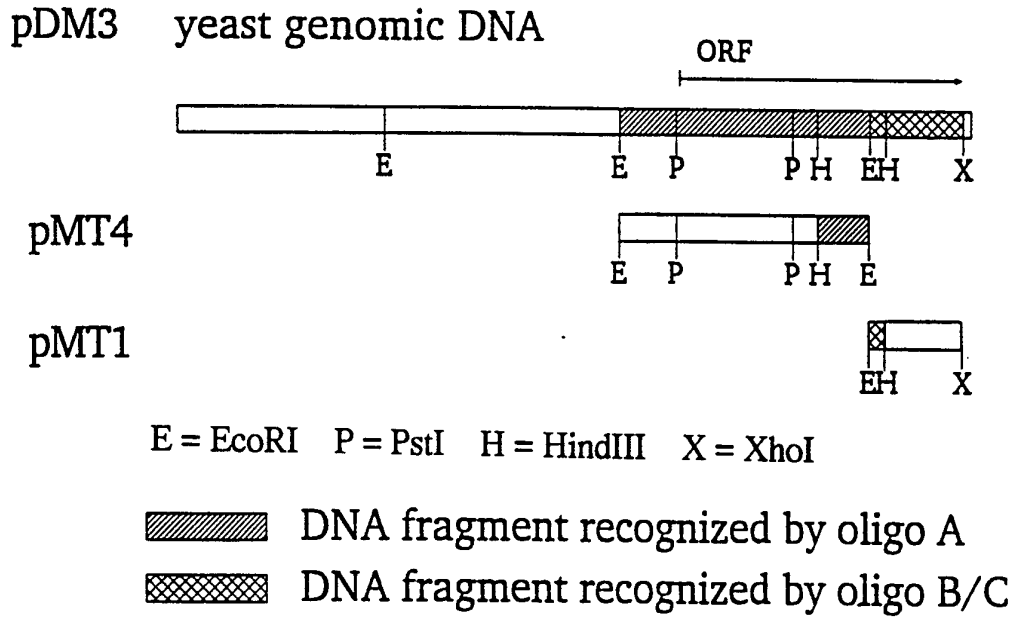 pDM3 yeast genomic DNA
ORF
E E P P H EH X
pMT4
E P P H E
pMT1
EH X
E = EcoRI P = PstI H = HindIII X = XhoI
DNA fragment recognized by oligo A
DNA fragment recognized by oligo B/C